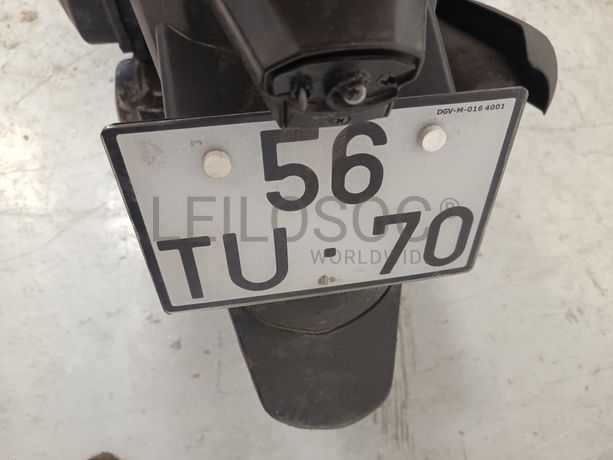 DGV-M-016 4001
56
TU·70
LEILOSOC®
WORLDWIDE